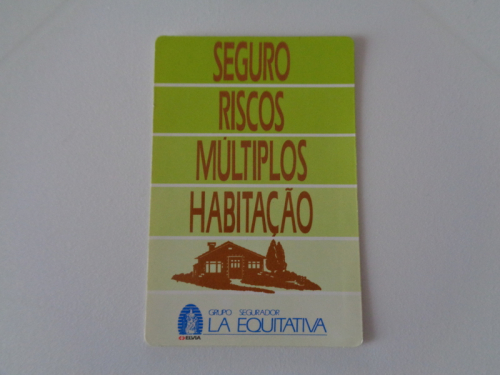 SEGURO
RISCOS
MÚLTIPLOS
HABITAÇÃO
GRUPO SEGURADOR
LA EQUITATIVA